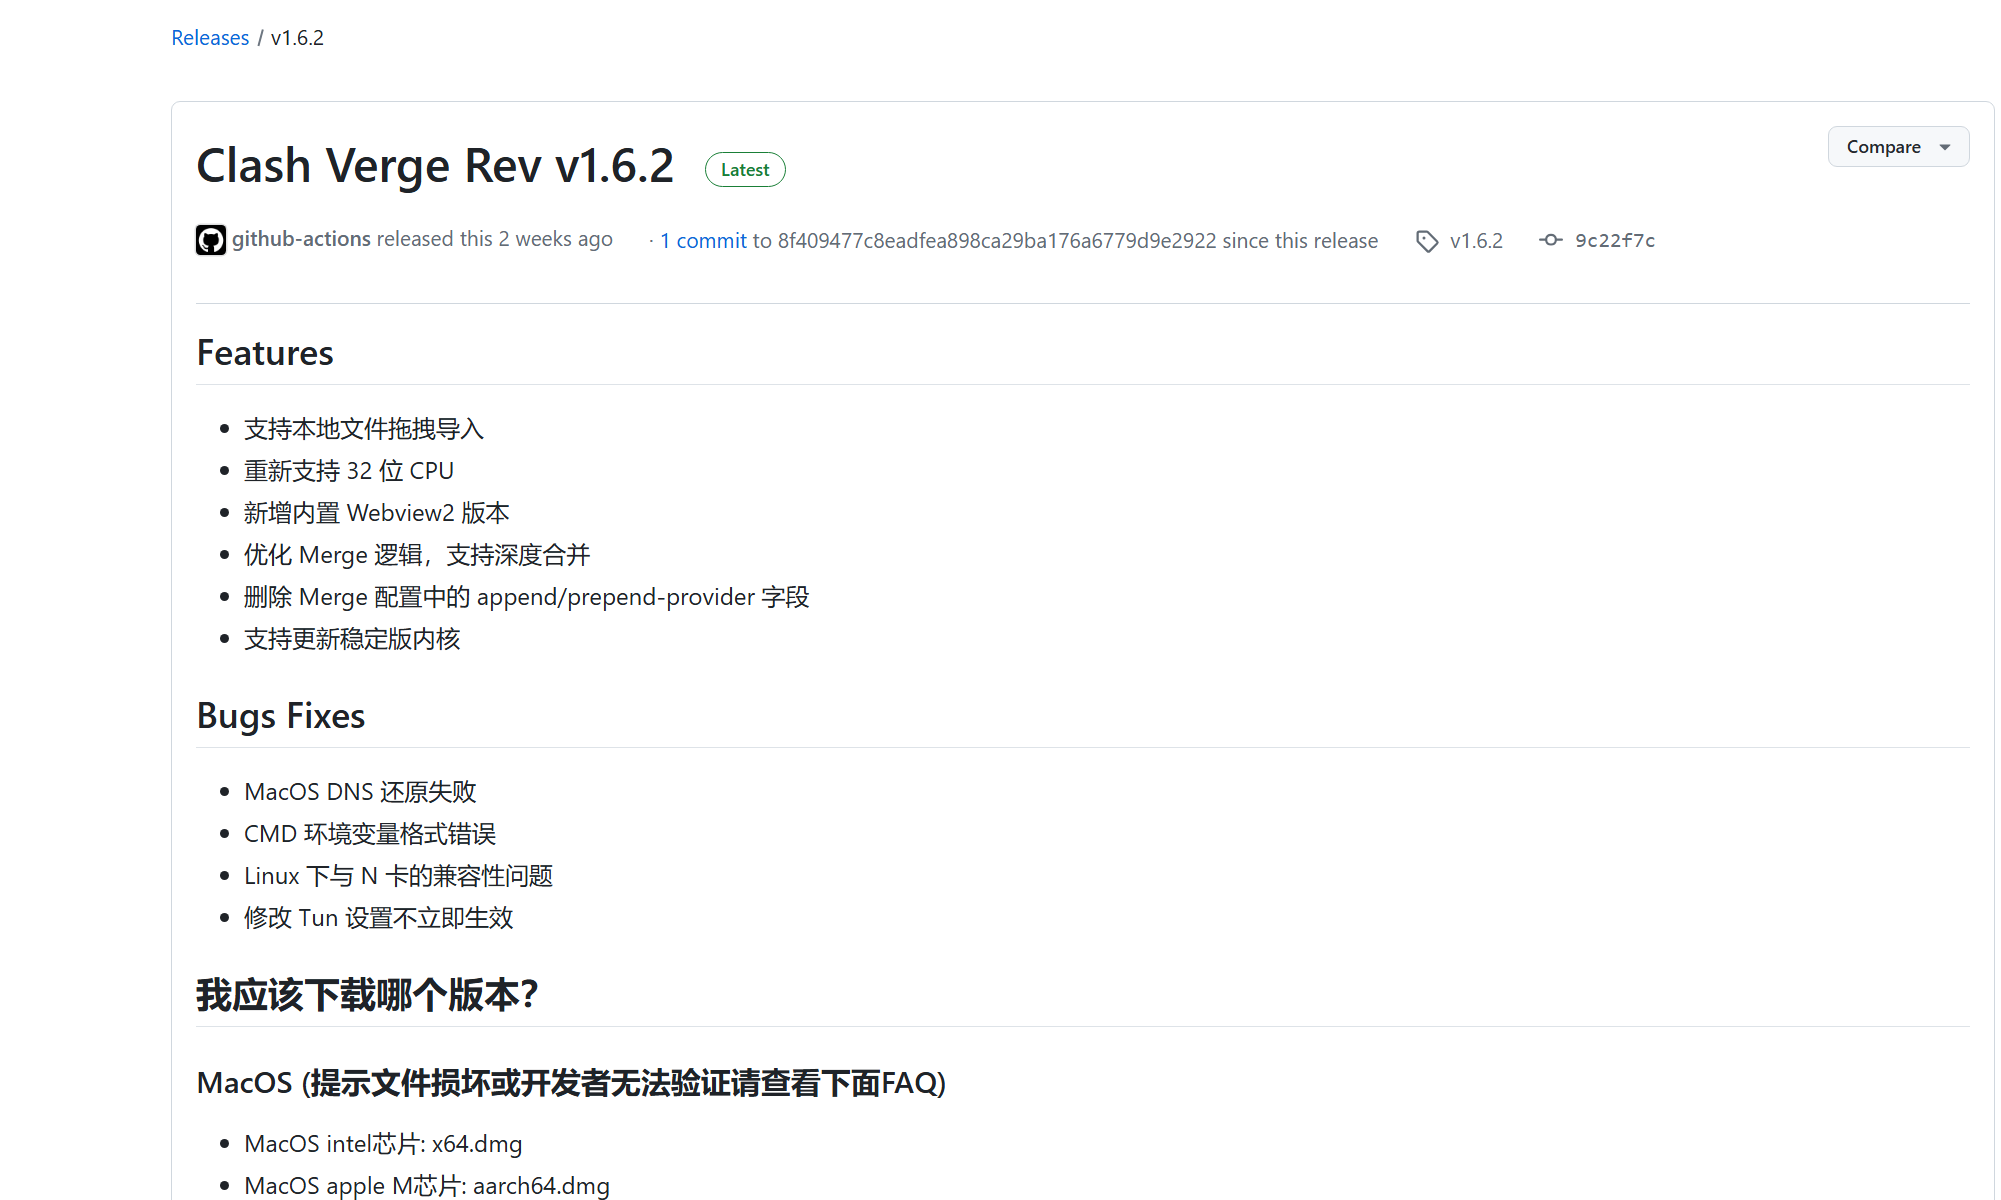 Releases / v1.6.2
Clash Verge Rev v1.6.2 Latest
Compare
github-actions released this 2 weeks ago · 1 commit to 8f409477c8eadfea898ca29ba176a6779d9e2922 since this release v1.6.2 9c22f7c
Features
支持本地文件拖拽导入
重新支持 32 位 CPU
新增内置 Webview2 版本
优化 Merge 逻辑，支持深度合并
删除 Merge 配置中的 append/prepend-provider 字段
支持更新稳定版内核
Bugs Fixes
MacOS DNS 还原失败
CMD 环境变量格式错误
Linux 下与 N 卡的兼容性问题
修改 Tun 设置不立即生效
我应该下载哪个版本？
MacOS (提示文件损坏或开发者无法验证请查看下面FAQ)
MacOS intel芯片: x64.dmg
MacOS apple M芯片: aarch64.dmg